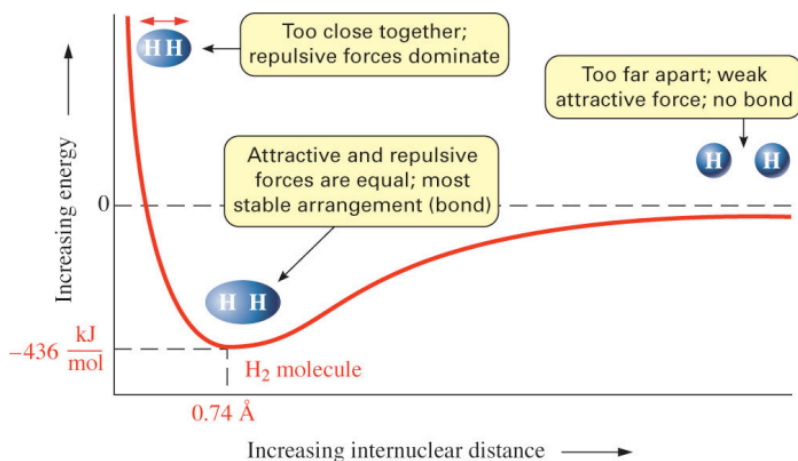 H H
Too close together;
repulsive forces dominate
Too far apart; weak
attractive force; no bond
H H
Attractive and repulsive
forces are equal; most
stable arrangement (bond)
Increasing energy
0
H H
−436 kJ/mol
H₂ molecule
0.74 Å
Increasing internuclear distance